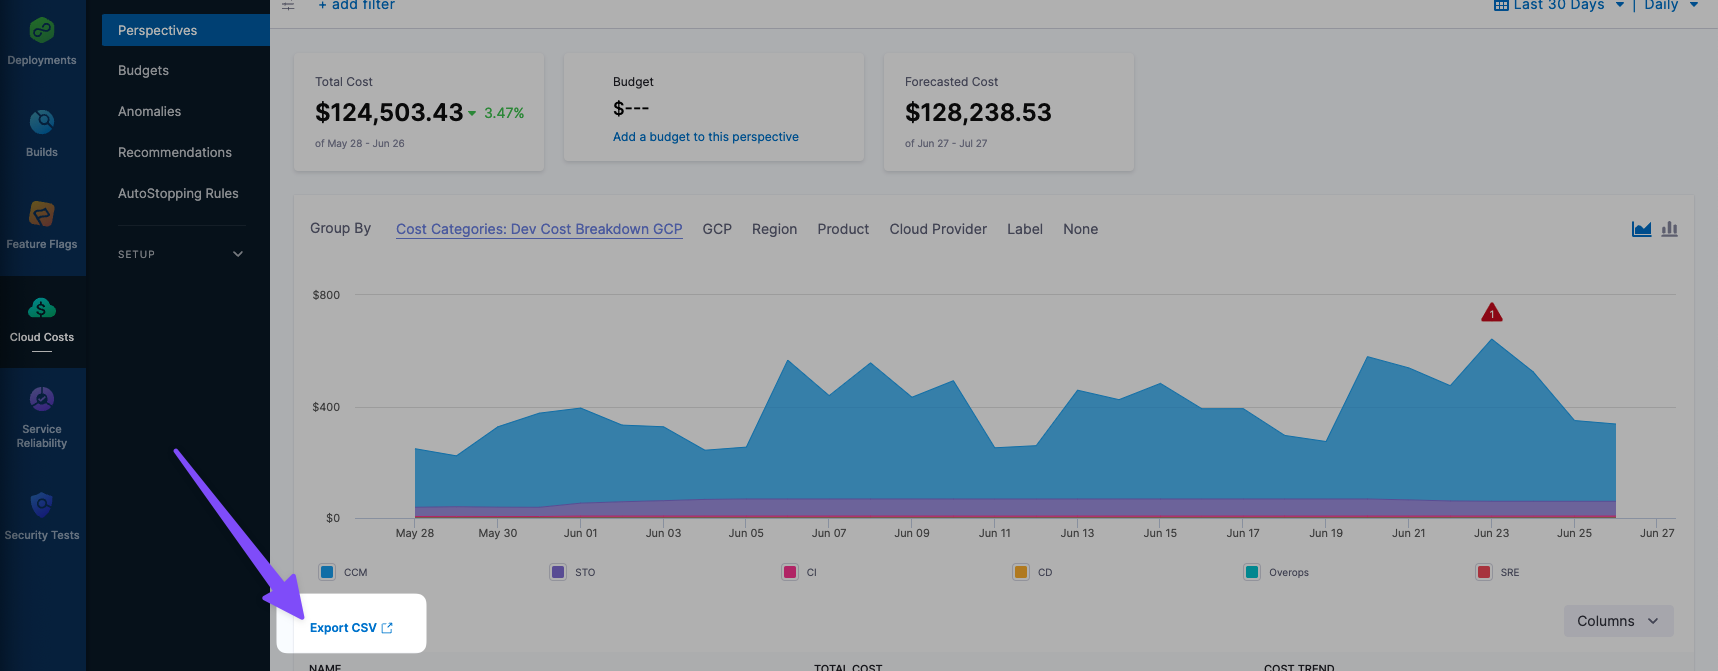 + add filter
Last 30 Days | Daily
Deployments
Builds
Feature Flags
Cloud Costs
Service
Reliability
Security Tests
Perspectives
Budgets
Anomalies
Recommendations
AutoStopping Rules
SETUP
Total Cost
$124,503.43 3.47%
of May 28 - Jun 26
Budget
$---
Add a budget to this perspective
Forecasted Cost
$128,238.53
of Jun 27 - Jul 27
Group By Cost Categories: Dev Cost Breakdown GCP GCP Region Product Cloud Provider Label None
$800
1
$400
$0
May 28 May 30 Jun 01 Jun 03 Jun 05 Jun 07 Jun 09 Jun 11 Jun 13 Jun 15 Jun 17 Jun 19 Jun 21 Jun 23 Jun 25 Jun 27
CCM STO CI CD Overops SRE
Export CSV
Columns
NAME TOTAL COST COST TREND